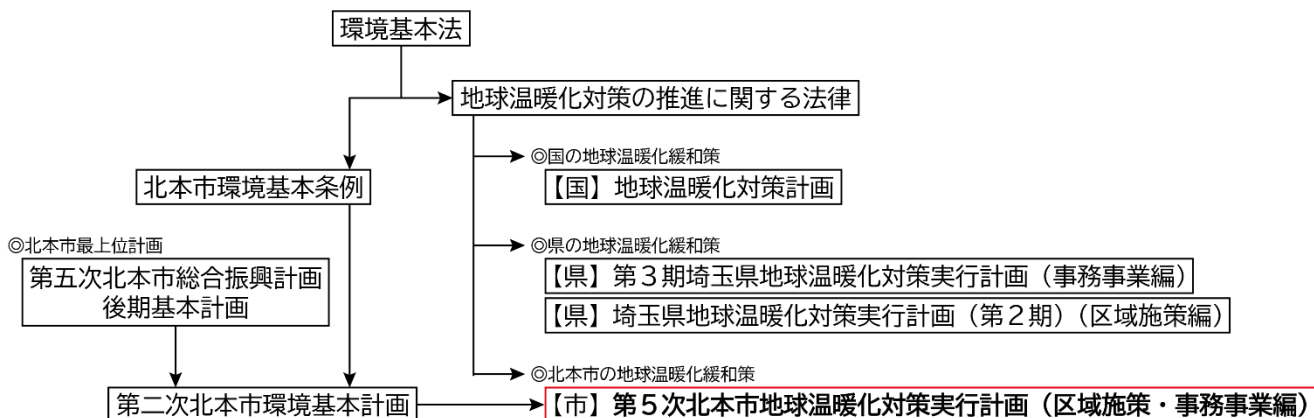 環境基本法
地球温暖化対策の推進に関する法律
◎国の地球温暖化緩和策
北本市環境基本条例
【国】地球温暖化対策計画
◎北本市最上位計画
第五次北本市総合振興計画
後期基本計画
◎県の地球温暖化緩和策
【県】第３期埼玉県地球温暖化対策実行計画（事務事業編）
【県】埼玉県地球温暖化対策実行計画（第２期）（区域施策編）
◎北本市の地球温暖化緩和策
第二次北本市環境基本計画
【市】第５次北本市地球温暖化対策実行計画（区域施策・事務事業編）